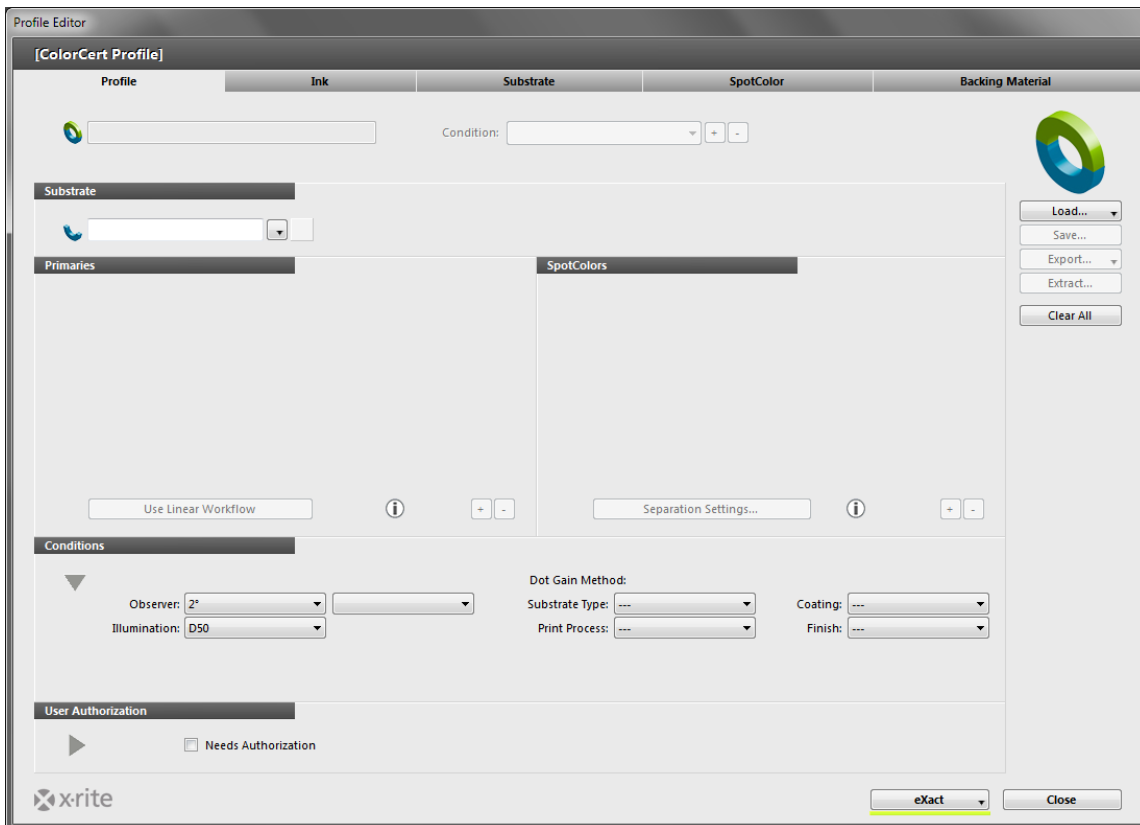 Profile Editor
[ColorCert Profile]
Profile Ink Substrate SpotColor Backing Material
Condition: + -
Substrate
Load...
Save...
Export...
Extract...
Clear All
Primaries SpotColors
Use Linear Workflow i + - Separation Settings... i + -
Conditions
Dot Gain Method:
Observer: 2° Substrate Type: --- Coating: ---
Illumination: D50 Print Process: --- Finish: ---
User Authorization
Needs Authorization
x·rite eXact Close